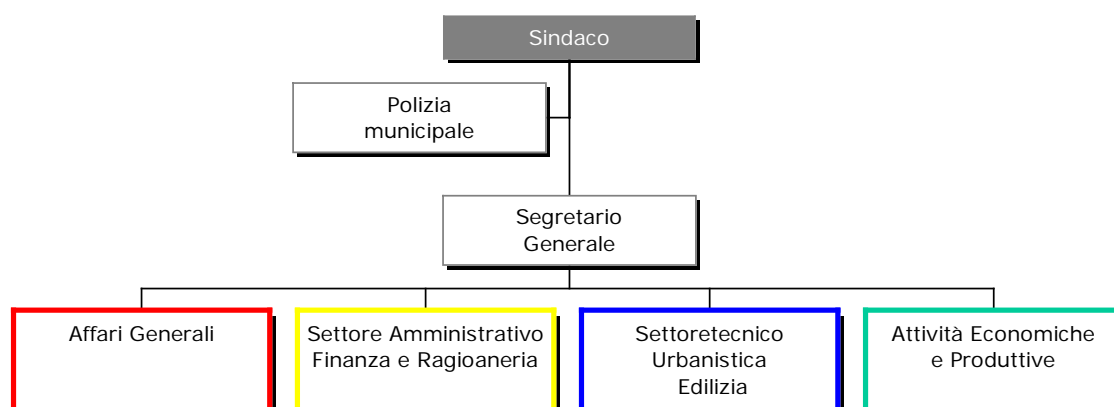 Sindaco
Polizia
municipale
Segretario
Generale
Affari Generali
Settore Amministrativo
Finanza e Ragioaneria
Settoretecnico
Urbanistica
Edilizia
Attività Economiche
e Produttive